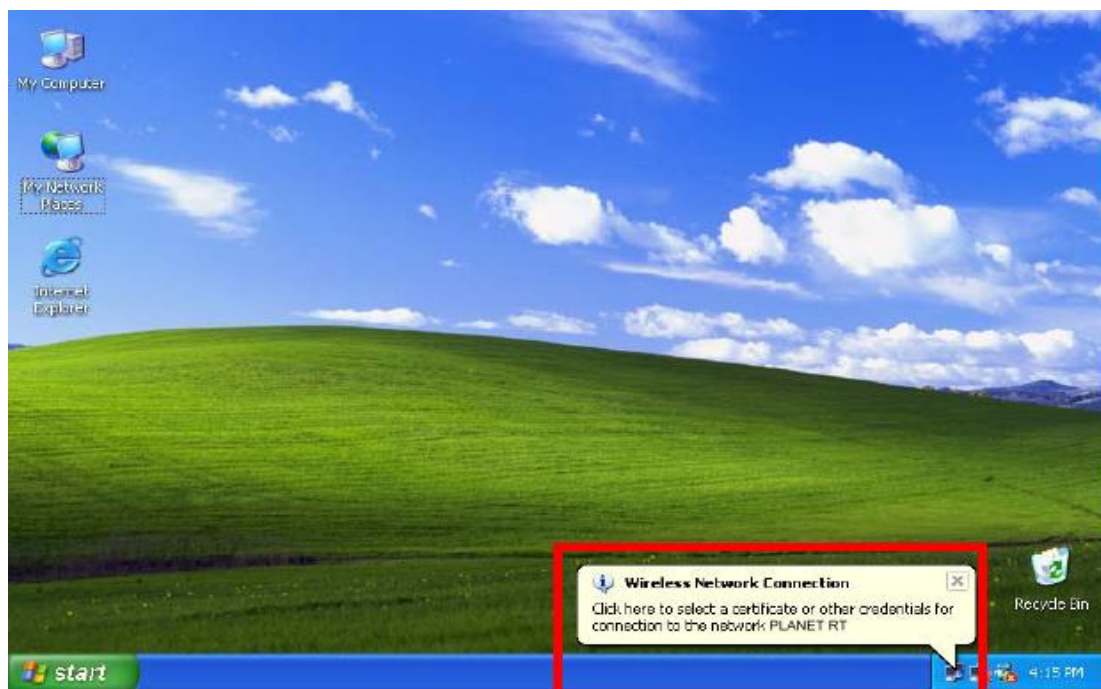 My Computer
My Network
Places
Internet
Explorer
Wireless Network Connection
Click here to select a certificate or other credentials for
connection to the network PLANET RT
Recycle Bin
start
4:15 PM